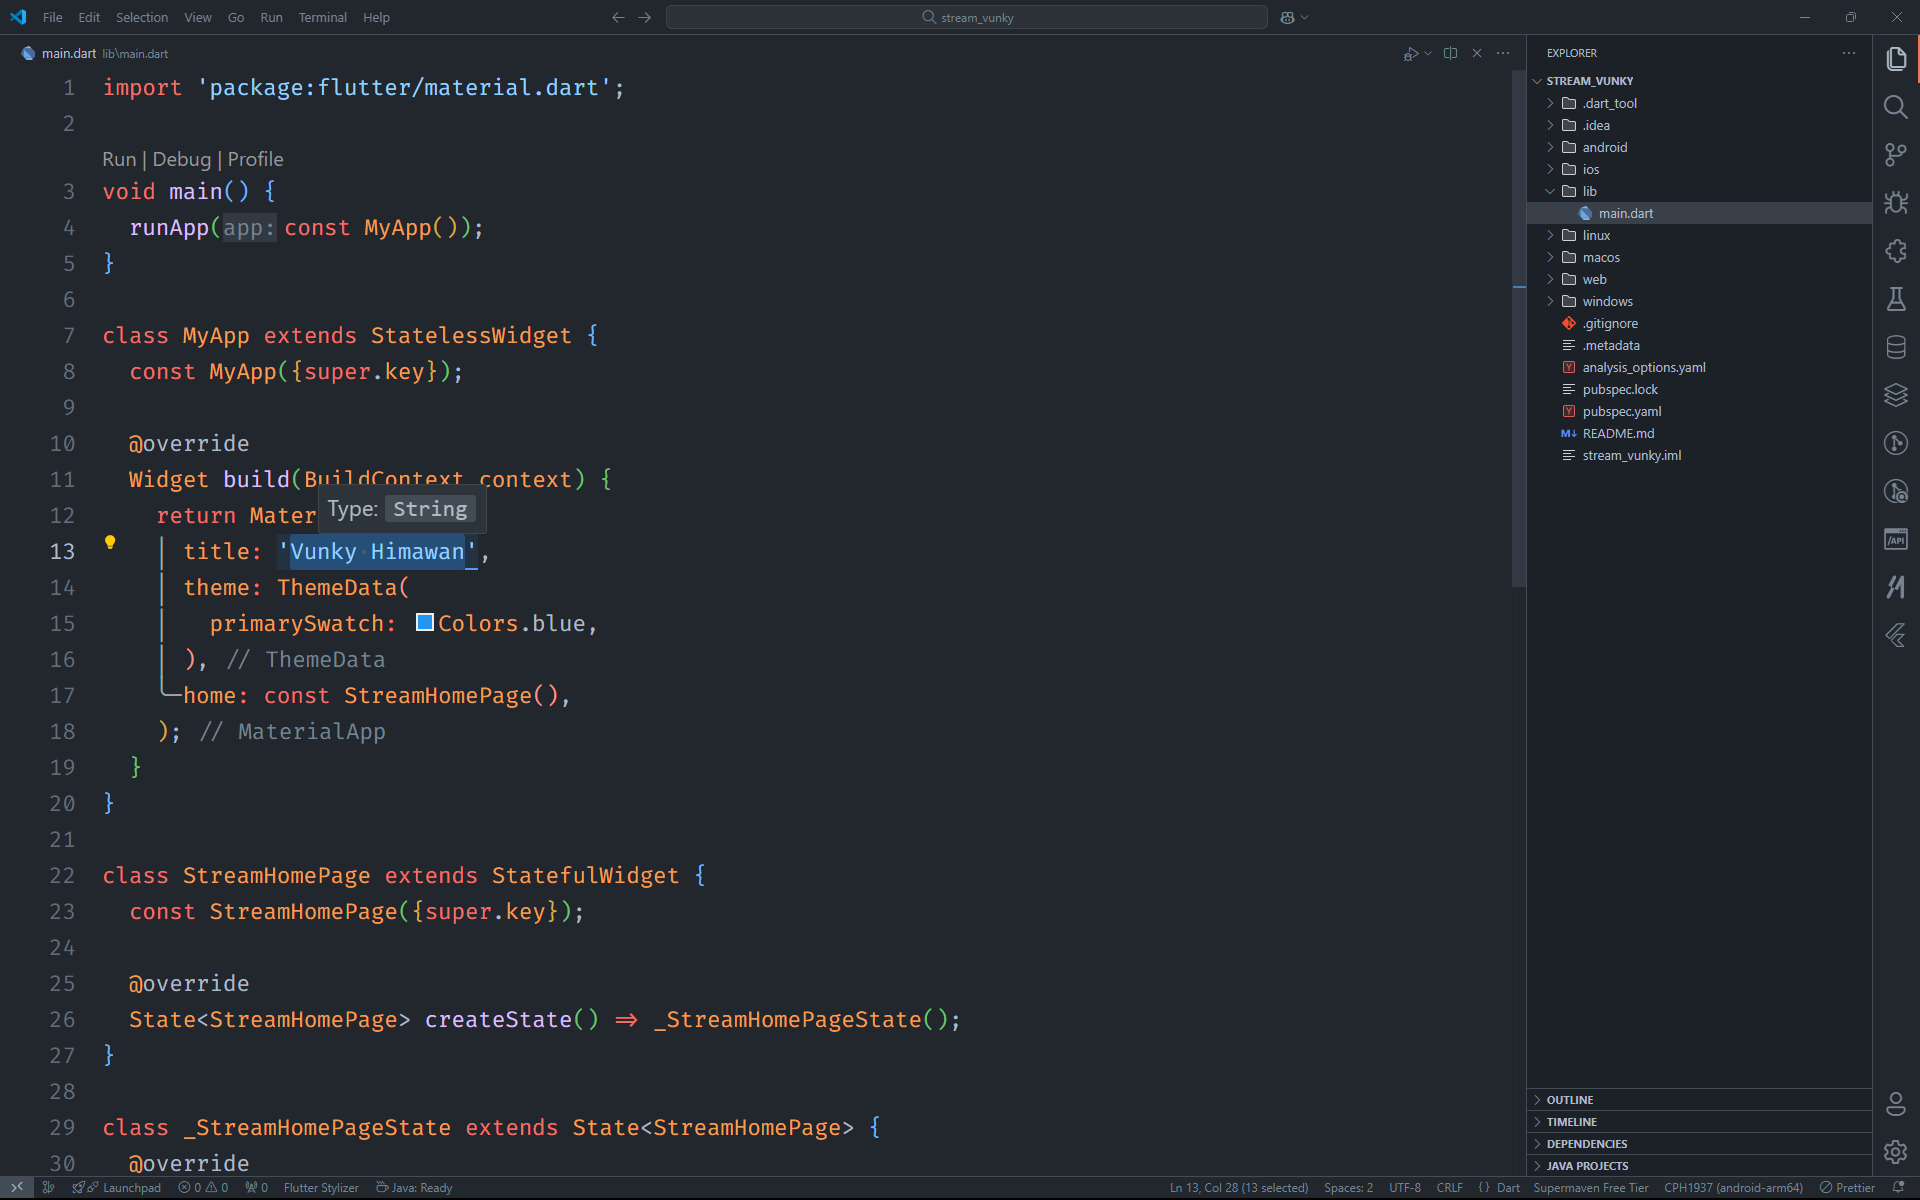 File Edit Selection View Go Run Terminal Help
stream_vunky
main.dart lib\main.dart
1 import 'package:flutter/material.dart';
2
Run | Debug | Profile
3 void main() {
4 runApp(app: const MyApp());
5 }
6
7 class MyApp extends StatelessWidget {
8 const MyApp({super.key});
9
10 @override
11 Widget build(BuildContext context) {
Type: String
12 return Mater
13 title: 'Vunky·Himawan',
14 theme: ThemeData(
15 primarySwatch: Colors.blue,
16 ), // ThemeData
17 home: const StreamHomePage(),
18 ); // MaterialApp
19 }
20 }
21
22 class StreamHomePage extends StatefulWidget {
23 const StreamHomePage({super.key});
24
25 @override
26 State<StreamHomePage> createState() => _StreamHomePageState();
27 }
28
29 class _StreamHomePageState extends State<StreamHomePage> {
30 @override
EXPLORER
STREAM_VUNKY
.dart_tool
.idea
android
ios
lib
main.dart
linux
macos
web
windows
.gitignore
.metadata
analysis_options.yaml
pubspec.lock
pubspec.yaml
README.md
stream_vunky.iml
OUTLINE
TIMELINE
DEPENDENCIES
JAVA PROJECTS
Launchpad 0 0 0 Flutter Stylizer Java: Ready
Ln 13, Col 28 (13 selected) Spaces: 2 UTF-8 CRLF {} Dart Supermaven Free Tier CPH1937 (android-arm64) Prettier